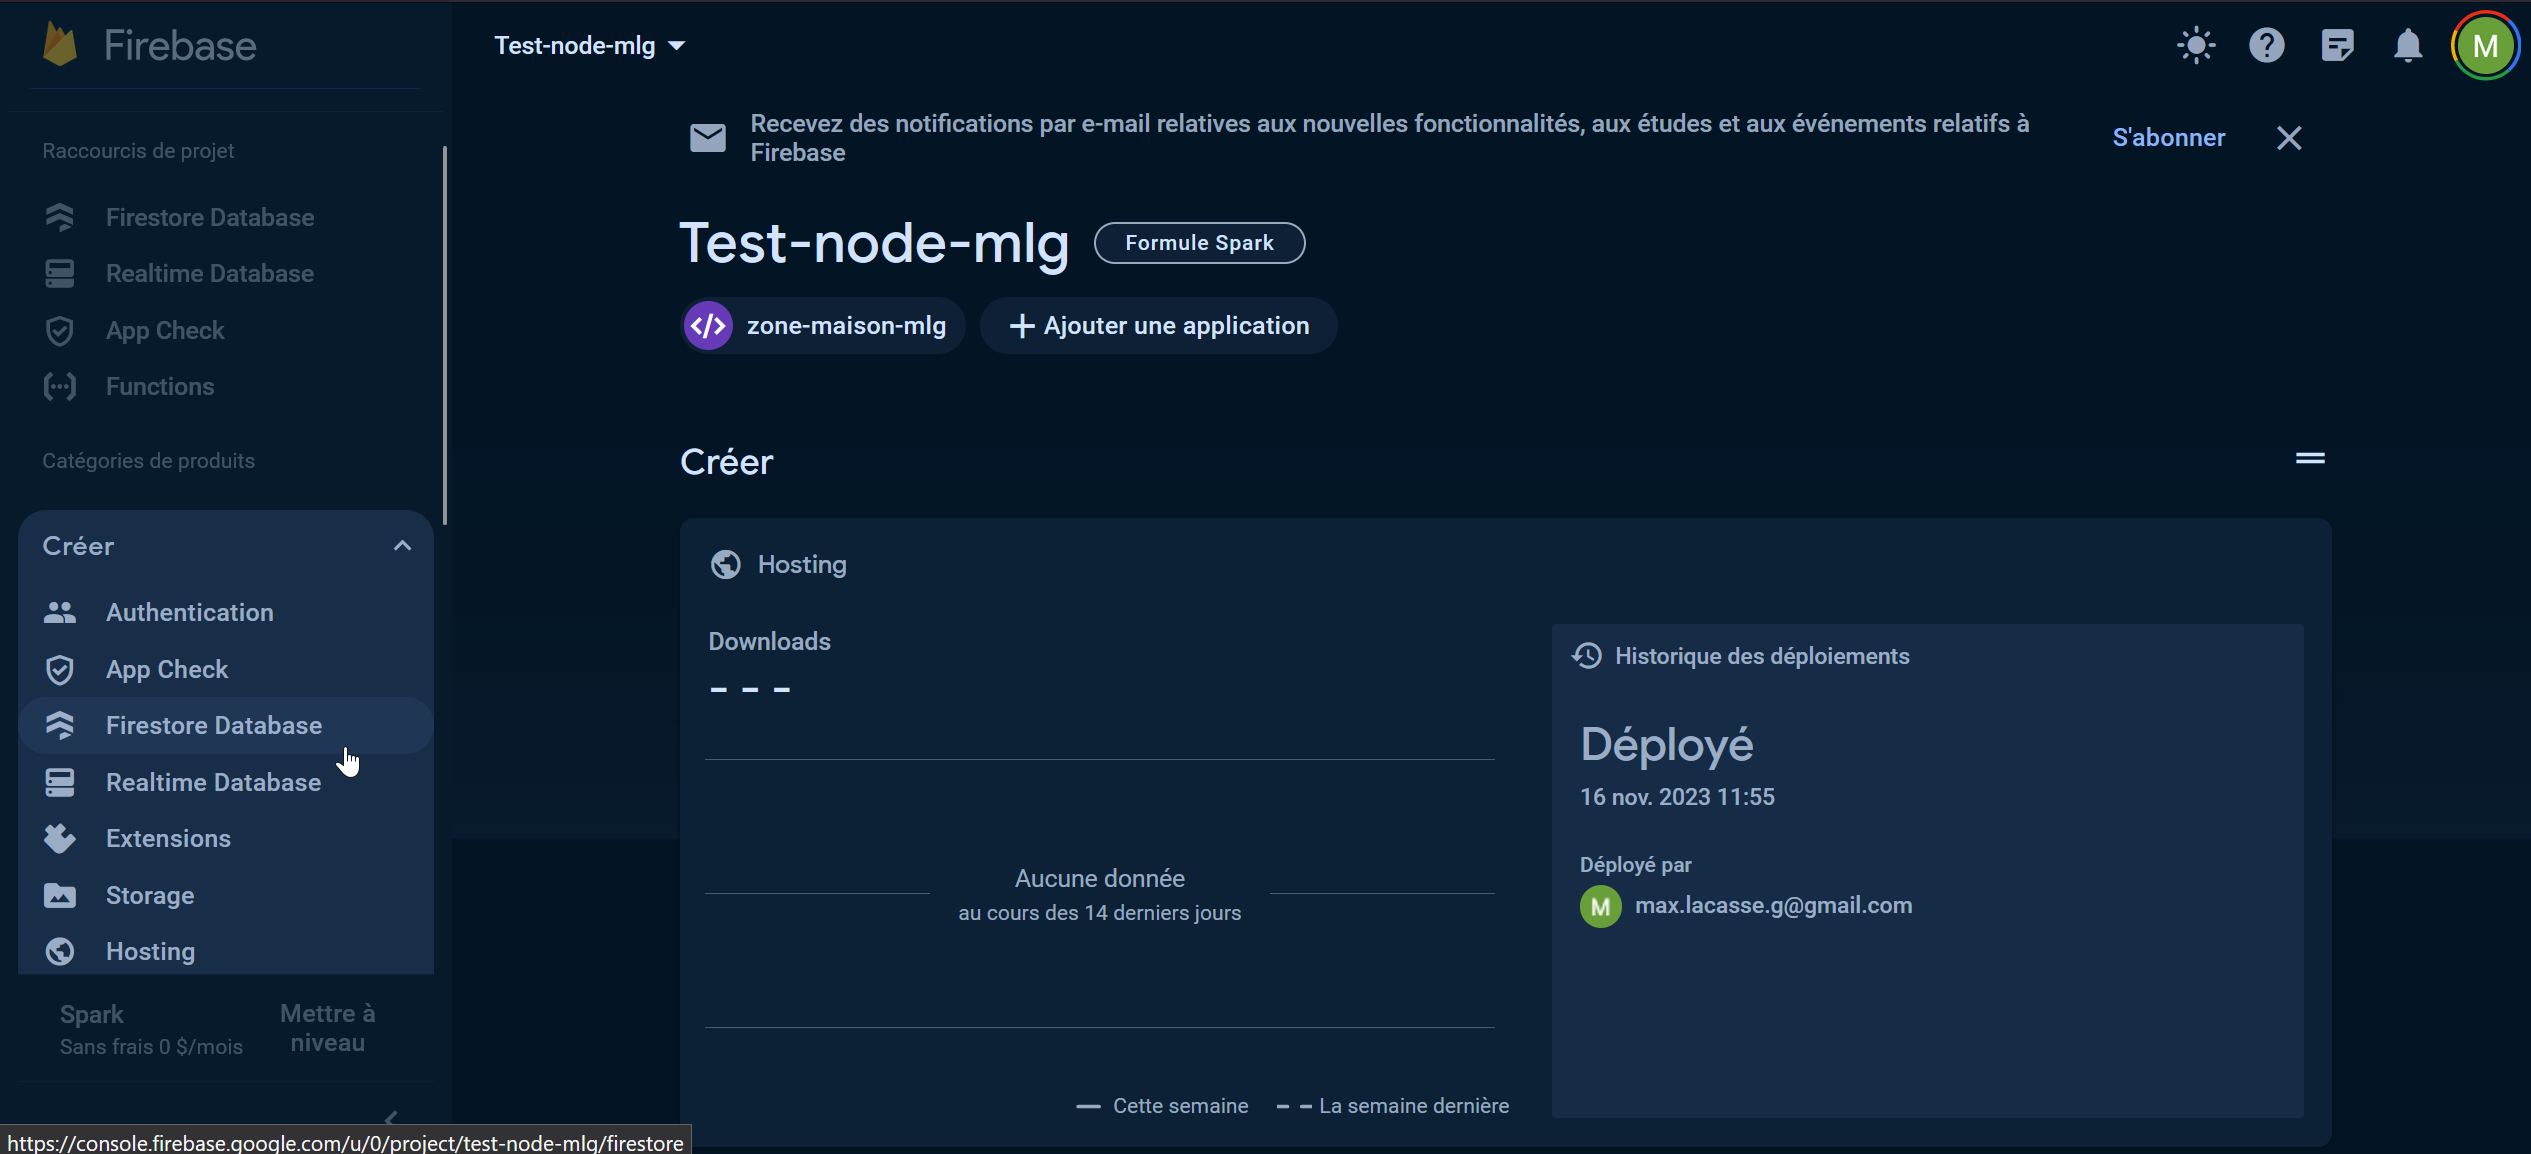 Firebase
Test-node-mlg
M
Recevez des notifications par e-mail relatives aux nouvelles fonctionnalités, aux études et aux événements relatifs à
Firebase
S'abonner
Raccourcis de projet
Firestore Database
Realtime Database
App Check
Functions
Catégories de produits
Créer
Authentication
App Check
Firestore Database
Realtime Database
Extensions
Storage
Hosting
Spark
Sans frais 0 $/mois
Mettre à
niveau
https://console.firebase.google.com/u/0/project/test-node-mlg/firestore
Test-node-mlg
Formule Spark
zone-maison-mlg
Ajouter une application
Créer
Hosting
Downloads
- - -
Aucune donnée
au cours des 14 derniers jours
Cette semaine
La semaine dernière
Historique des déploiements
Déployé
16 nov. 2023 11:55
Déployé par
M
max.lacasse.g@gmail.com